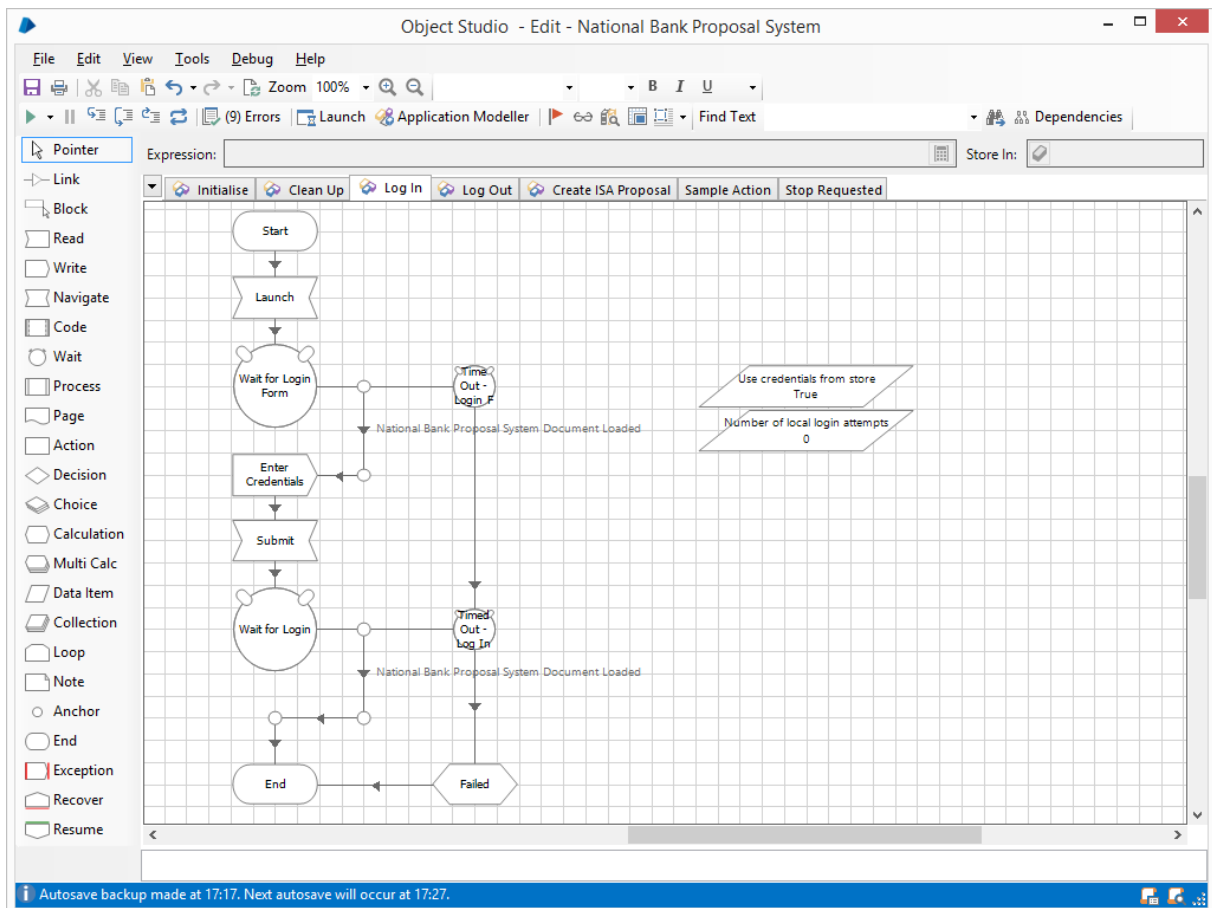 Object Studio - Edit - National Bank Proposal System
File Edit View Tools Debug Help
Zoom 100% B I U
(9) Errors Launch Application Modeller Find Text Dependencies
Pointer
Expression: Store In:
Link
Initialise Clean Up Log In Log Out Create ISA Proposal Sample Action Stop Requested
Block
Read
Write
Navigate
Code
Wait
Process
Page
Action
Decision
Choice
Calculation
Multi Calc
Data Item
Collection
Loop
Note
Anchor
End
Exception
Recover
Resume
Start
Launch
Wait for Login
Form
Time
Out -
Login_F
National Bank Proposal System Document Loaded
Use credentials from store
True
Number of local login attempts
0
Enter
Credentials
Submit
Wait for Login
Timed
Out -
Log In
National Bank Proposal System Document Loaded
End
Failed
Autosave backup made at 17:17. Next autosave will occur at 17:27.